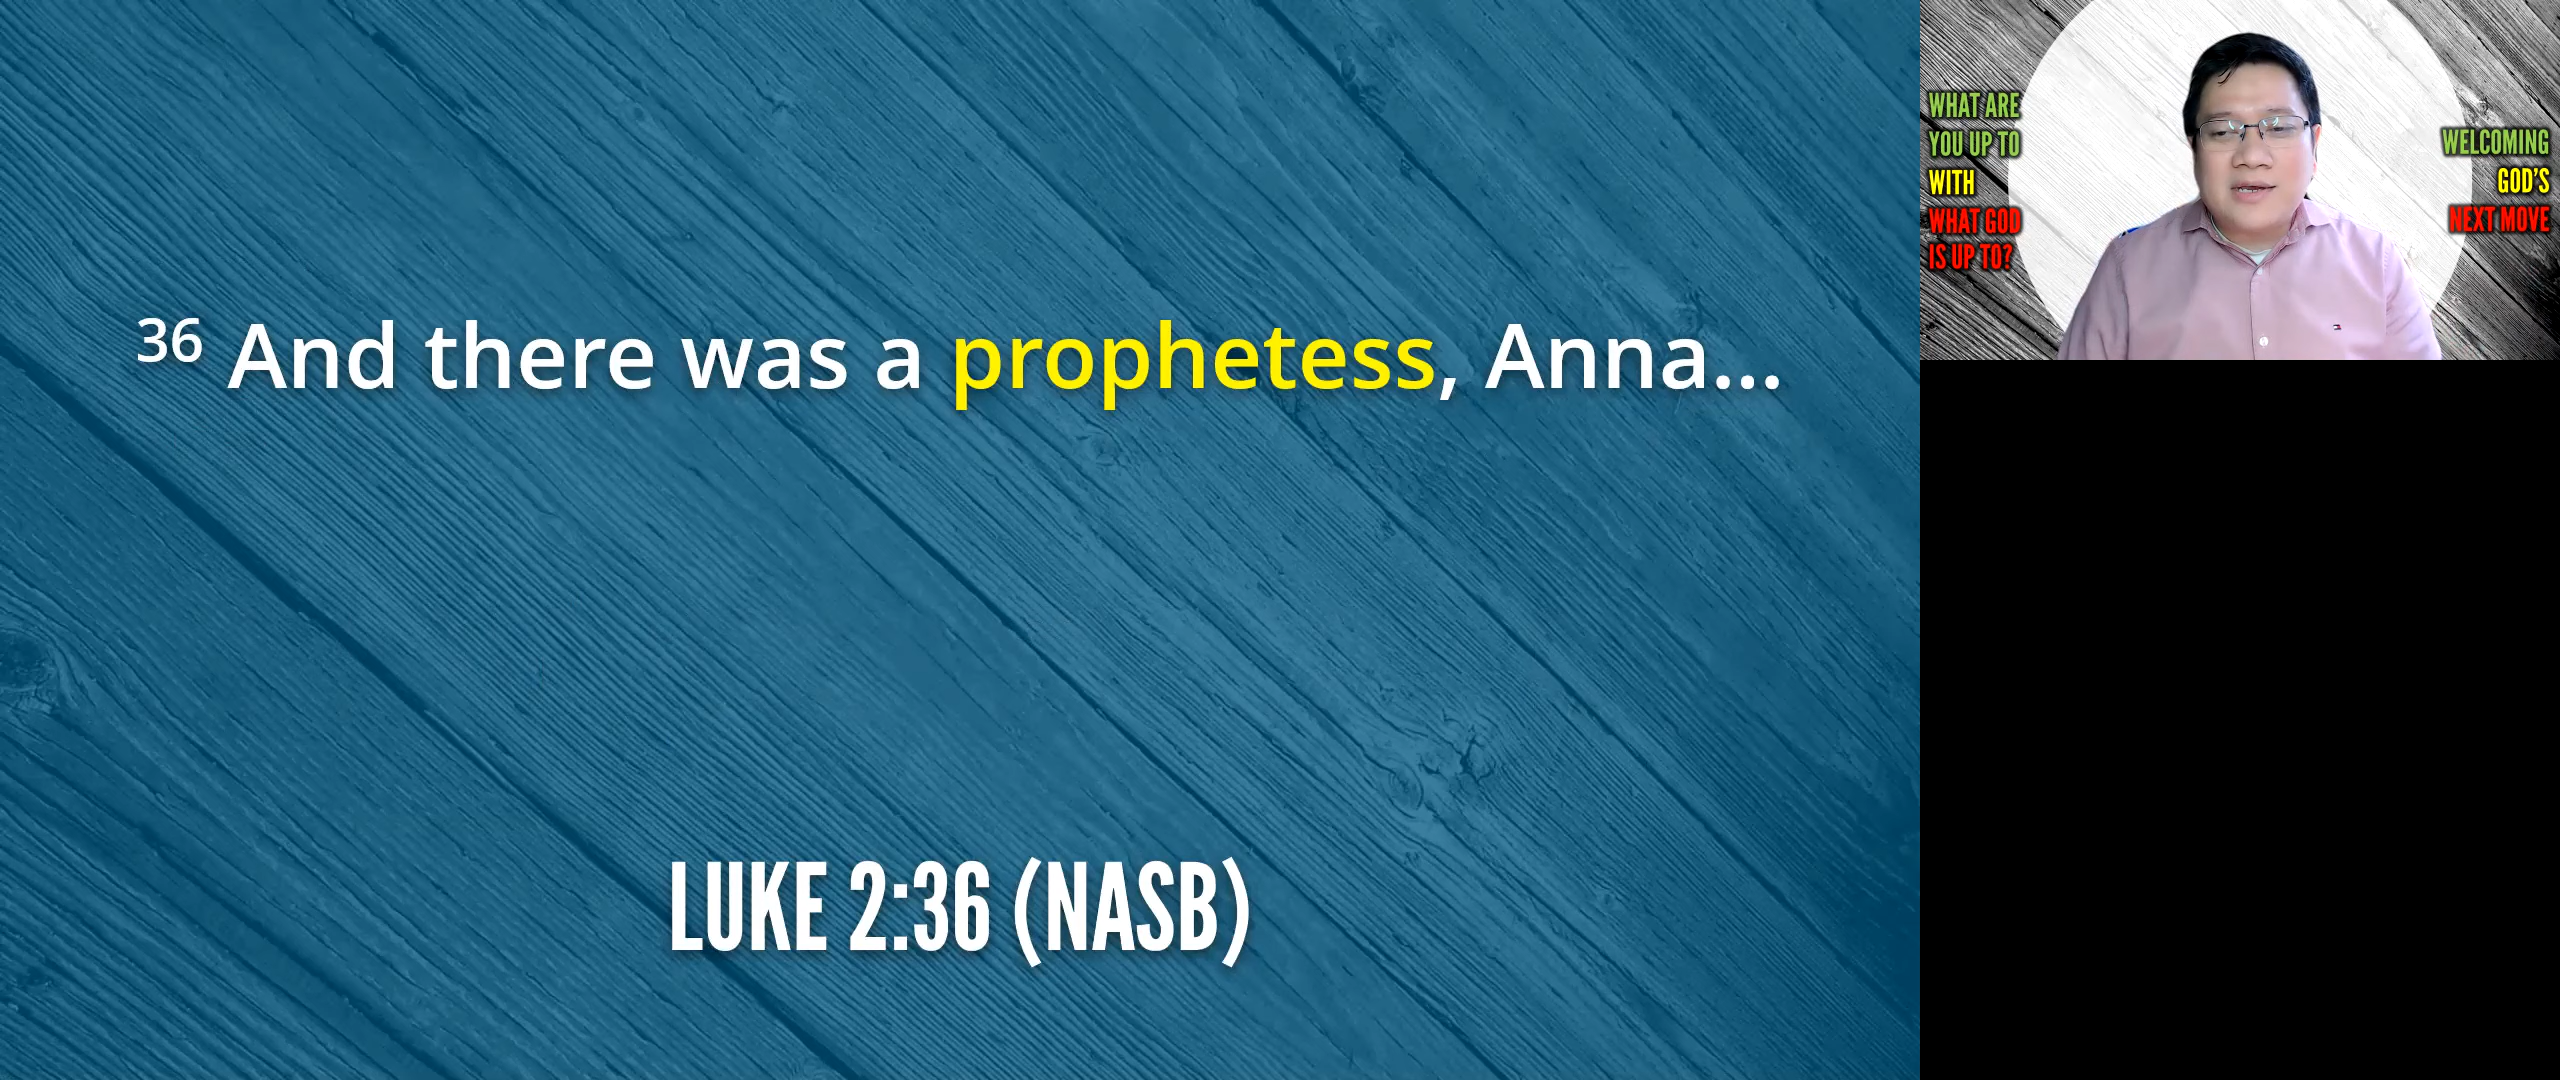 36 And there was a prophetess, Anna...
LUKE 2:36 (NASB)
WHAT ARE
YOU UP TO
WITH
WHAT GOD
IS UP TO?
WELCOMING
GOD'S
NEXT MOVE